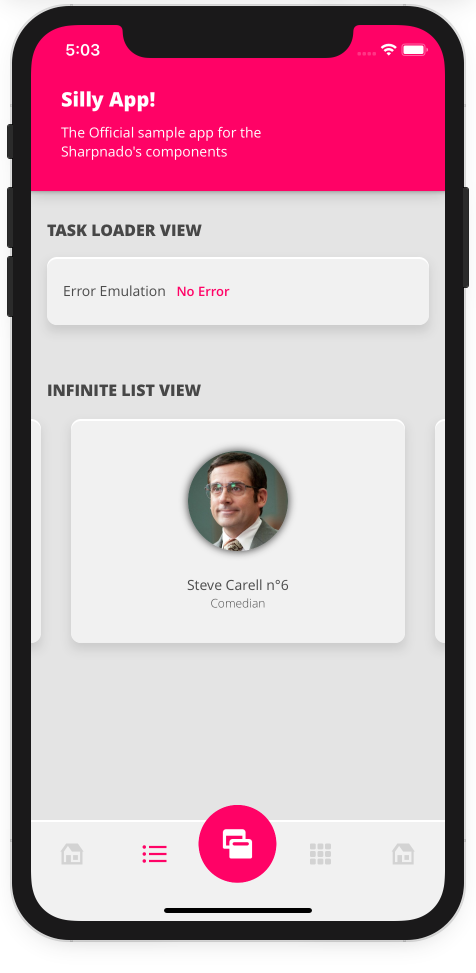 5:03
Silly App!
The Official sample app for the
Sharpnado's components
TASK LOADER VIEW
Error Emulation No Error
INFINITE LIST VIEW
Steve Carell n°6
Comedian